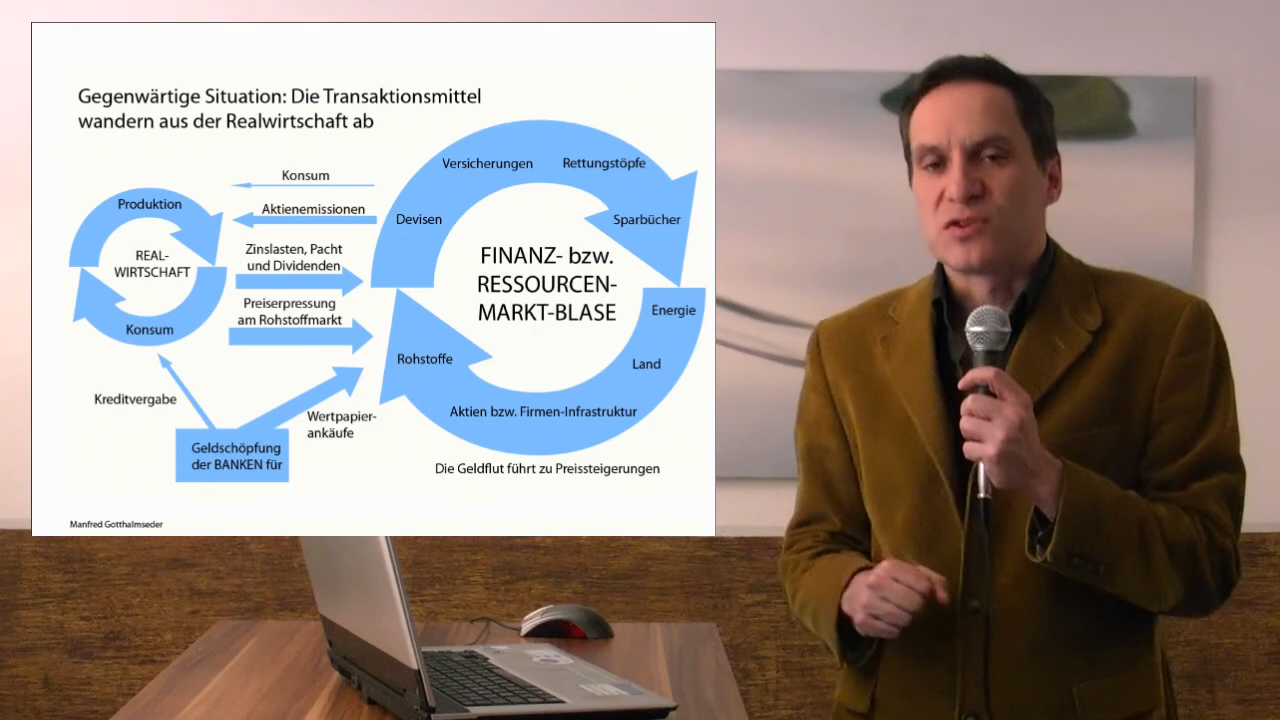 Gegenwärtige Situation: Die Transaktionsmittel
wandern aus der Realwirtschaft ab
Versicherungen
Rettungstöpfe
Konsum
Produktion
Aktienemissionen
Devisen
Sparbücher
REAL-
WIRTSCHAFT
Zinslasten, Pacht
und Dividenden
FINANZ- bzw.
RESSOURCEN-
MARKT-BLASE
Preiserpressung
am Rohstoffmarkt
Energie
Konsum
Rohstoffe
Land
Kreditvergabe
Wertpapier-
ankäufe
Aktien bzw. Firmen-Infrastruktur
Geldschöpfung
der BANKEN für
Die Geldflut führt zu Preissteigerungen
Manfred Gotthalmseder